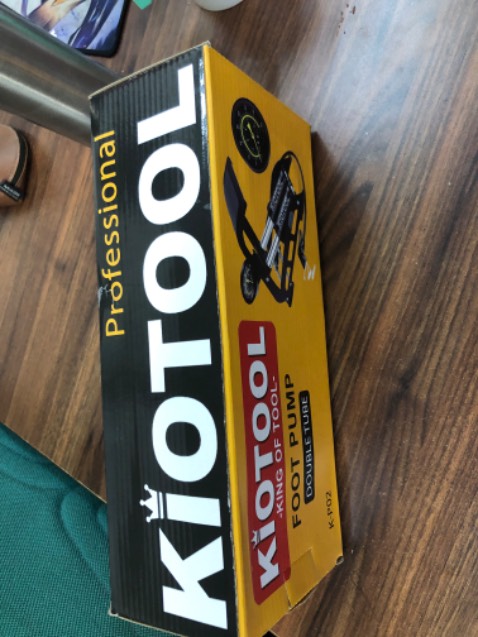 Professional
KiOTOOL
KiOTOOL
-KING OF TOOL-
FOOT PUMP
DOUBLE TUBE
K-P02